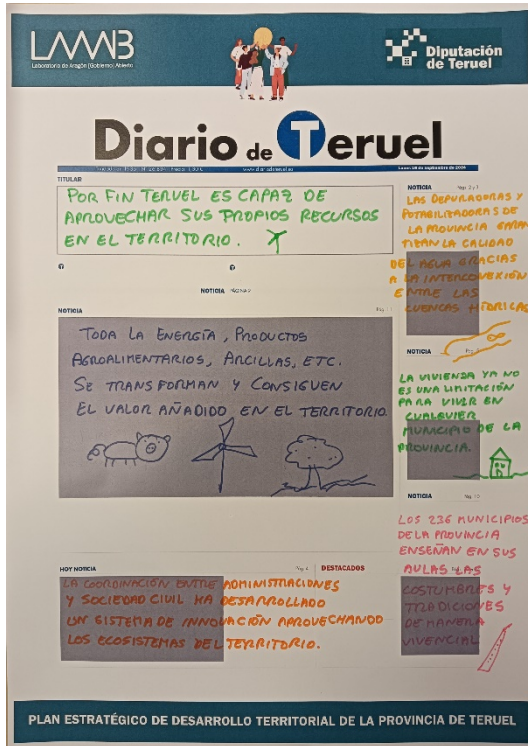 LAAAB
Laboratorio de Aragón [Gobierno] Abierto
Diputación
de Teruel
Diario de Teruel
www.diariodeteruel.es
TITULAR
POR FIN TERUEL ES CAPAZ DE
APROVECHAR SUS PROPIOS RECURSOS
EN EL TERRITORIO.
NOTICIA
NOTICIA
TODA LA ENERGÍA, PRODUCTOS
AGROALIMENTARIOS, ARCILLAS, ETC.
SE TRANSFORMAN Y CONSIGUEN
EL VALOR AÑADIDO EN EL TERRITORIO
NOTICIA
LAS DEPURADORAS Y
POTABILIZADORAS DE
LA PROVINCIA GARAN
TIZAN LA CALIDAD
DEL AGUA GRACIAS
A LA INTERCONEXIÓN
ENTRE LAS
CUENCAS HÍDRICAS
NOTICIA
LA VIVIENDA YA NO
ES UNA LIMITACIÓN
PARA VIVIR EN
CUALQUIER
MUNICIPIO DE LA
PROVINCIA.
NOTICIA
LOS 236 MUNICIPIOS
DE LA PROVINCIA
ENSEÑAN EN SUS
AULAS LAS
COSTUMBRES Y
TRADICIONES
DE MANERA
VIVENCIAL
HOY NOTICIA
DESTACADOS
LA COORDINACIÓN ENTRE ADMINISTRACIONES
Y SOCIEDAD CIVIL HA DESARROLLADO
UN SISTEMA DE INNOVACIÓN APROVECHANDO
LOS ECOSISTEMAS DEL TERRITORIO.
PLAN ESTRATÉGICO DE DESARROLLO TERRITORIAL DE LA PROVINCIA DE TERUEL